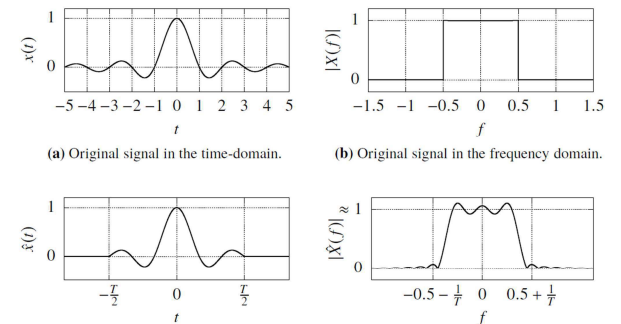 1
x(t)
0
−5 −4 −3 −2 −1 0 1 2 3 4 5
t
(a) Original signal in the time-domain.
1
|X(f)|
0
−1.5 −1 −0.5 0 0.5 1 1.5
f
(b) Original signal in the frequency domain.
1
x̂(t)
0
−T/2 0 T/2
t
≈ 1
|X̂(f)|
0
−0.5 − 1/T 0 0.5 + 1/T
f